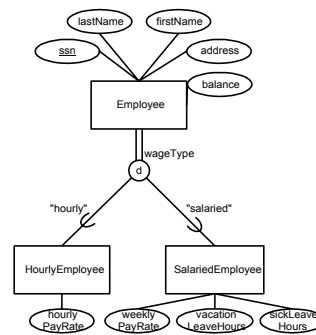 lastName
firstName
ssn
address
balance
Employee
wageType
d
"hourly"
"salaried"
HourlyEmployee
SalariedEmployee
hourly
PayRate
weekly
PayRate
vacation
LeaveHours
sickLeave
Hours